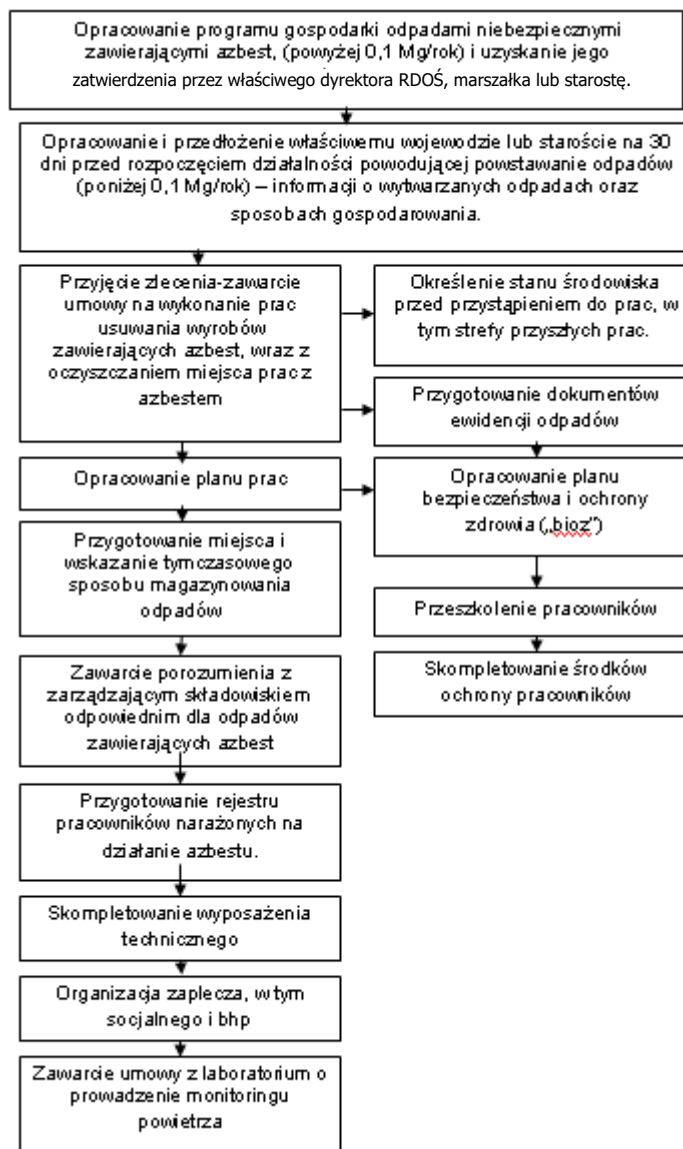 Opracowanie programu gospodarki odpadami niebezpiecznymi
zawierającymi azbest, (powyżej 0,1 Mg/rok) i uzyskanie jego
zatwierdzenia przez właściwego dyrektora RDOŚ, marszałka lub starostę.
Opracowanie i przedłożenie właściwemu wojewodzie lub staroście na 30
dni przed rozpoczęciem działalności powodującej powstawanie odpadów
(poniżej 0,1 Mg/rok) – informacji o wytwarzanych odpadach oraz
sposobach gospodarowania.
Przyjęcie zlecenia-zawarcie
umowy na wykonanie prac
usuwania wyrobów
zawierających azbest, wraz z
oczyszczaniem miejsca prac z
azbestem
Określenie stanu środowiska
przed przystąpieniem do prac, w
tym strefy przyszłych prac.
Przygotowanie dokumentów
ewidencji odpadów
Opracowanie planu prac
Opracowanie planu
bezpieczeństwa i ochrony
zdrowia („bioz”)
Przygotowanie miejsca i
wskazanie tymczasowego
sposobu magazynowania
odpadów
Przeszkolenie pracowników
Zawarcie porozumienia z
zarządzającym składowiskiem
odpowiednim dla odpadów
zawierających azbest
Skompletowanie środków
ochrony pracowników
Przygotowanie rejestru
pracowników narażonych na
działanie azbestu.
Skompletowanie wyposażenia
technicznego
Organizacja zaplecza, w tym
socjalnego i bhp
Zawarcie umowy z laboratorium o
prowadzenie monitoringu
powietrza